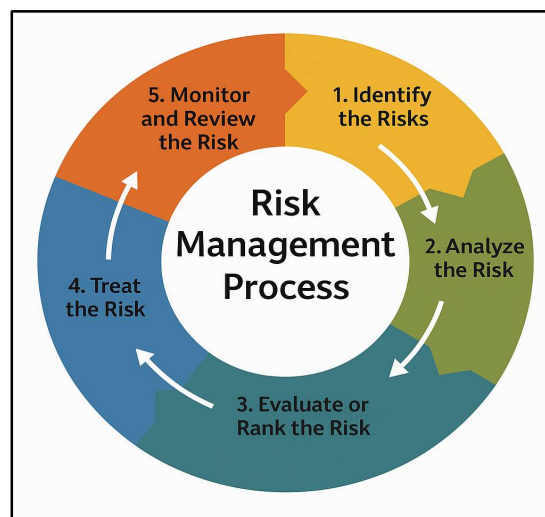 Risk
Management
Process
1. Identify
the Risks
2. Analyze
the Risk
3. Evaluate or
Rank the Risk
4. Treat
the Risk
5. Monitor
and Review
the Risk